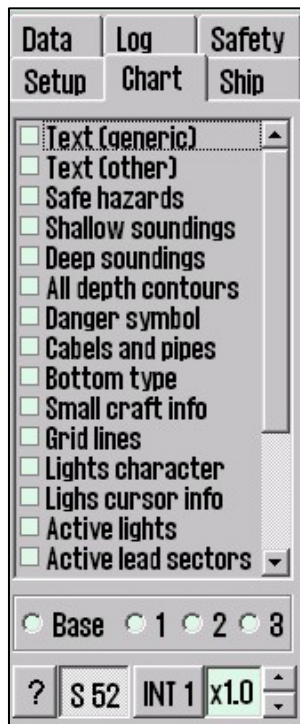 Data Log Safety
Setup Chart Ship
Text (generic)
Text (other)
Safe hazards
Shallow soundings
Deep soundings
All depth contours
Danger symbol
Cabels and pipes
Bottom type
Small craft info
Grid lines
Lights character
Lighs cursor info
Active lights
Active lead sectors
Base 1 2 3
? S 52 INT 1 x1.0